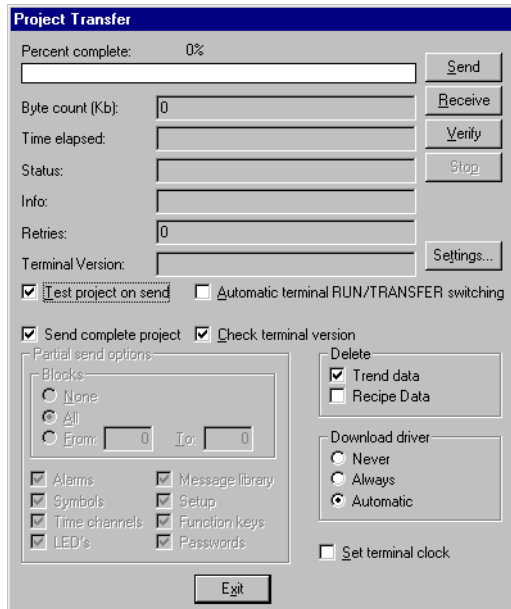 Project Transfer
Percent complete: 0%
Send
Byte count (Kb): 0
Receive
Time elapsed:
Verify
Status:
Stop
Info:
Retries: 0
Terminal Version:
Settings...
Test project on send Automatic terminal RUN/TRANSFER switching
Send complete project Check terminal version
Partial send options
Blocks
None
All
From: 0 To: 0
Alarms Message library
Symbols Setup
Time channels Function keys
LED's Passwords
Delete
Trend data
Recipe Data
Download driver
Never
Always
Automatic
Set terminal clock
Exit